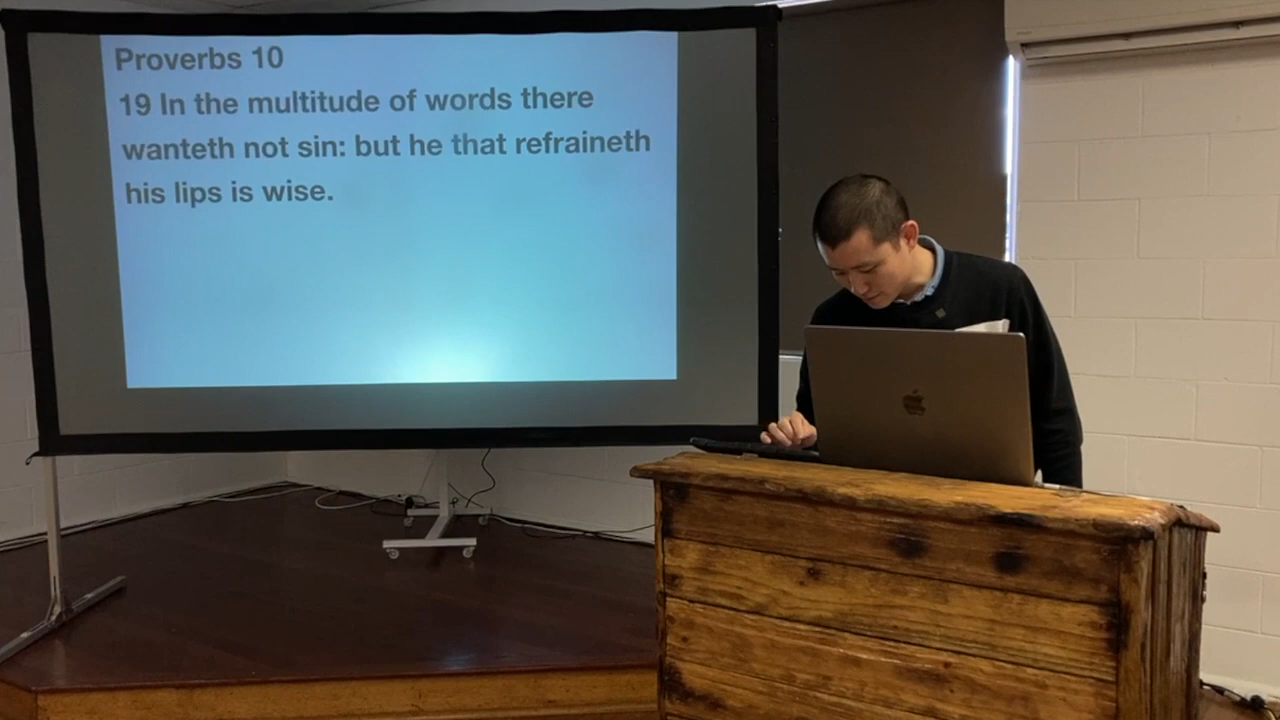 Proverbs 10
19 In the multitude of words there
wanteth not sin: but he that refraineth
his lips is wise.